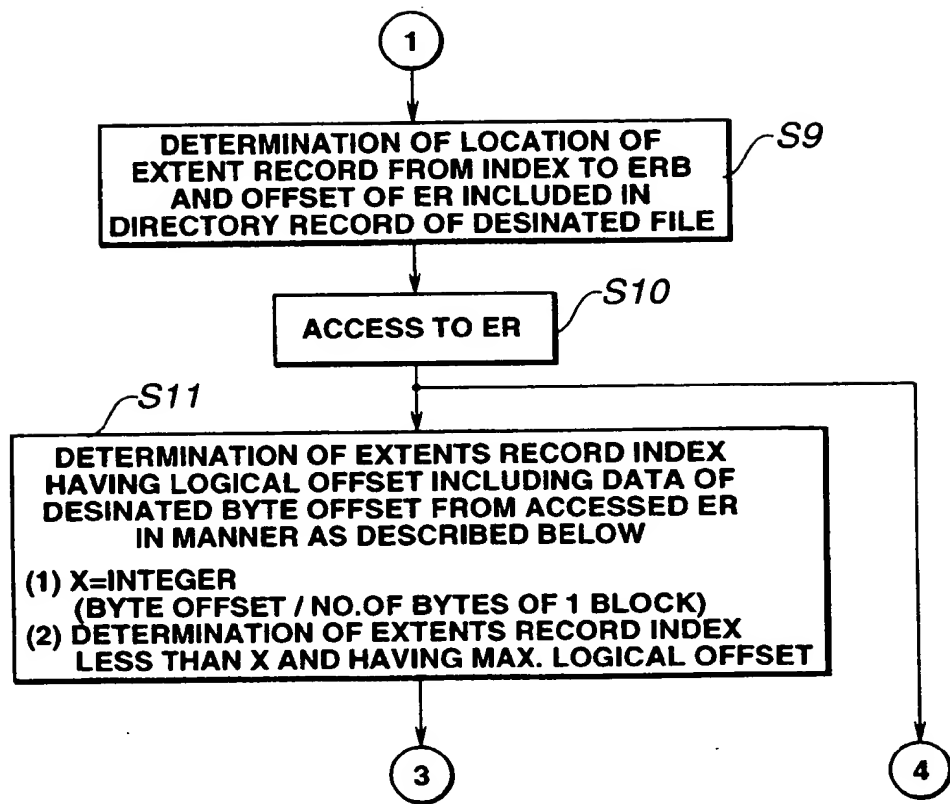 1
DETERMINATION OF LOCATION OF
EXTENT RECORD FROM INDEX TO ERB
AND OFFSET OF ER INCLUDED IN
DIRECTORY RECORD OF DESINATED FILE
S9
ACCESS TO ER
S10
S11
DETERMINATION OF EXTENTS RECORD INDEX
HAVING LOGICAL OFFSET INCLUDING DATA OF
DESINATED BYTE OFFSET FROM ACCESSED ER
IN MANNER AS DESCRIBED BELOW
(1) X=INTEGER
(BYTE OFFSET / NO.OF BYTES OF 1 BLOCK)
(2) DETERMINATION OF EXTENTS RECORD INDEX
LESS THAN X AND HAVING MAX. LOGICAL OFFSET
3
4